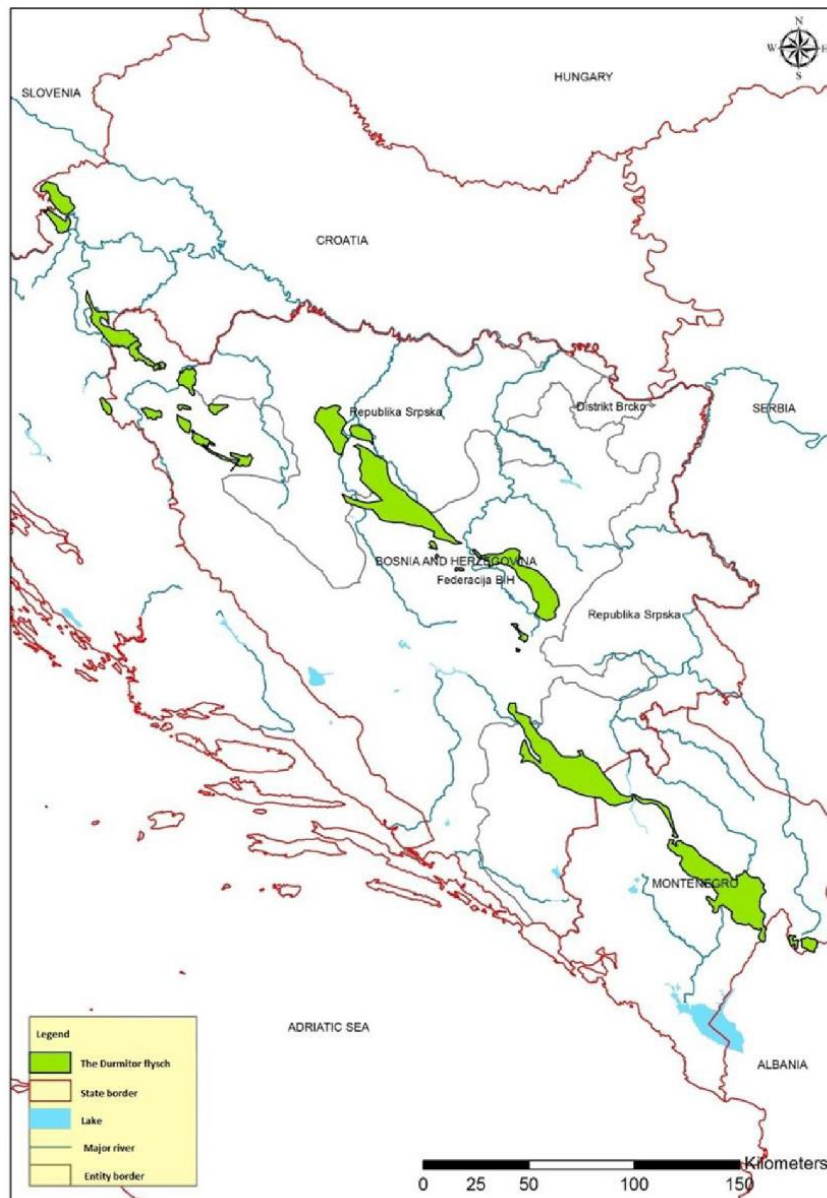 N
W E
S
SLOVENIA
HUNGARY
CROATIA
Republika Srpska
Distrikt Brcko
SERBIA
BOSNIA AND HERZEGOVINA
Federacija BiH
Republika Srpska
MONTENEGRO
ADRIATIC SEA
ALBANIA
Legend
The Durmitor flysch
State border
Lake
Major river
Entity border
Kilometers
0 25 50 100 150